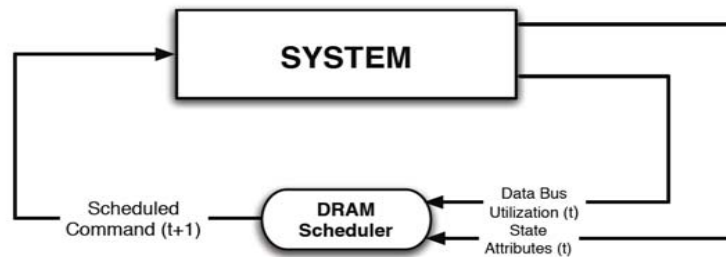 SYSTEM
Scheduled
Command (t+1)
DRAM
Scheduler
Data Bus
Utilization (t)
State
Attributes (t)